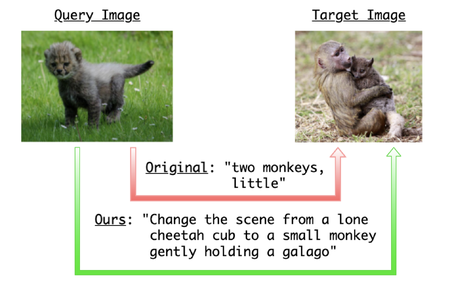 Query Image
Target Image
Original: "two monkeys,
little"
Ours: "Change the scene from a lone
cheetah cub to a small monkey
gently holding a galago"